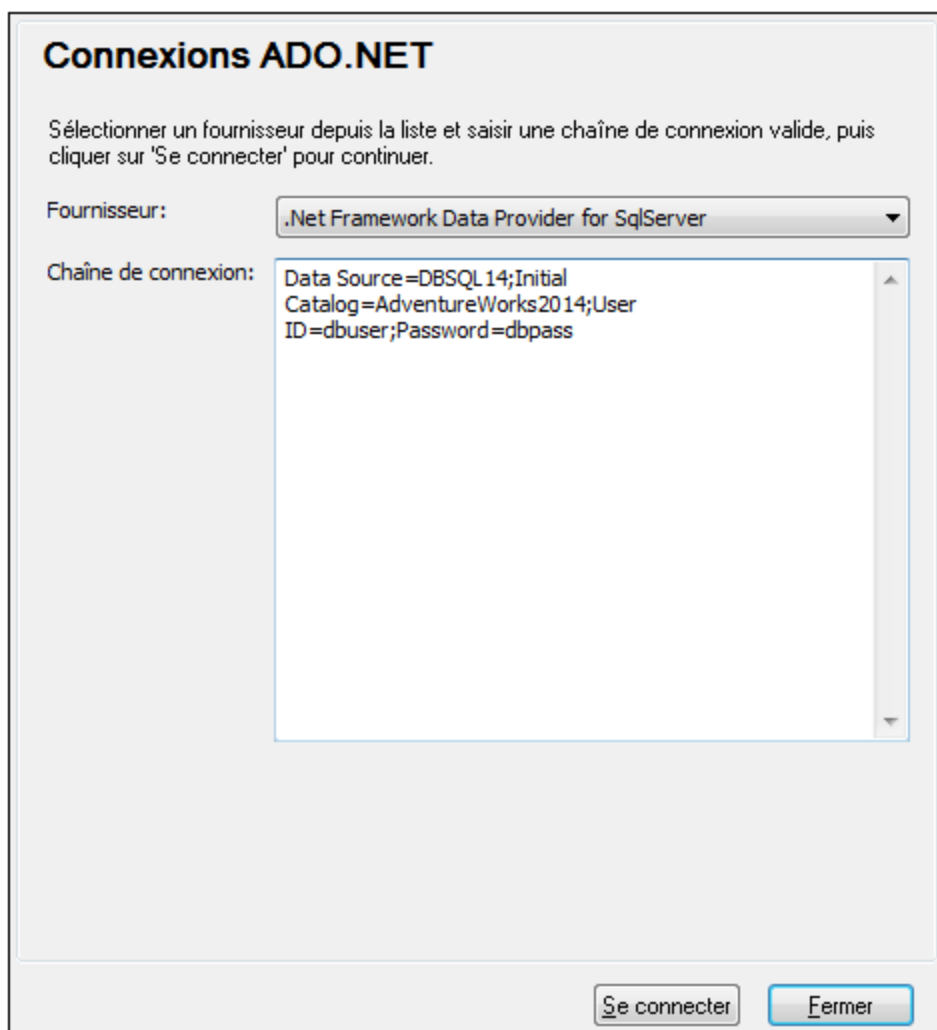 Connexions ADO.NET
Sélectionner un fournisseur depuis la liste et saisir une chaîne de connexion valide, puis
cliquer sur 'Se connecter' pour continuer.
Fournisseur:
.Net Framework Data Provider for SqlServer
Chaîne de connexion:
Data Source=DBSQL14;Initial
Catalog=AdventureWorks2014;User
ID=dbuser;Password=dbpass
Se connecter
Fermer